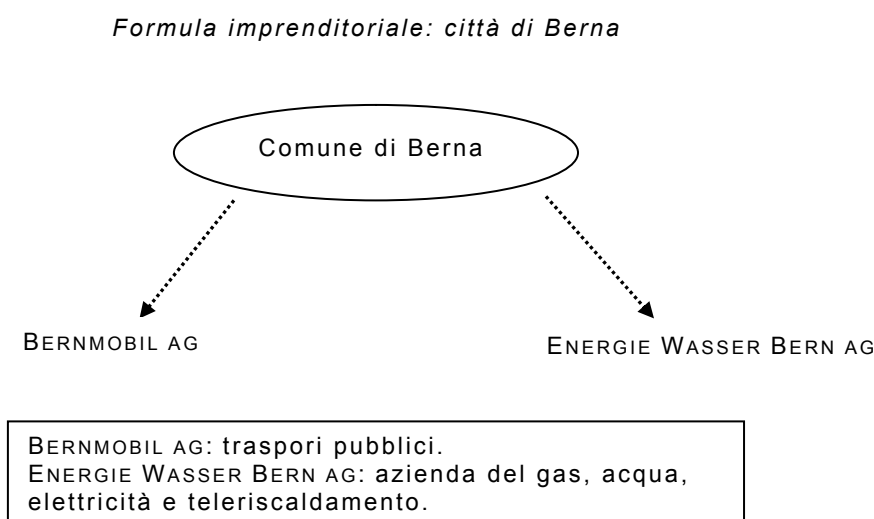 Formula imprenditoriale: città di Berna
Comune di Berna
BERNMOBIL AG
ENERGIE WASSER BERN AG
BERNMOBIL AG: traspori pubblici.
ENERGIE WASSER BERN AG: azienda del gas, acqua,
elettricità e teleriscaldamento.